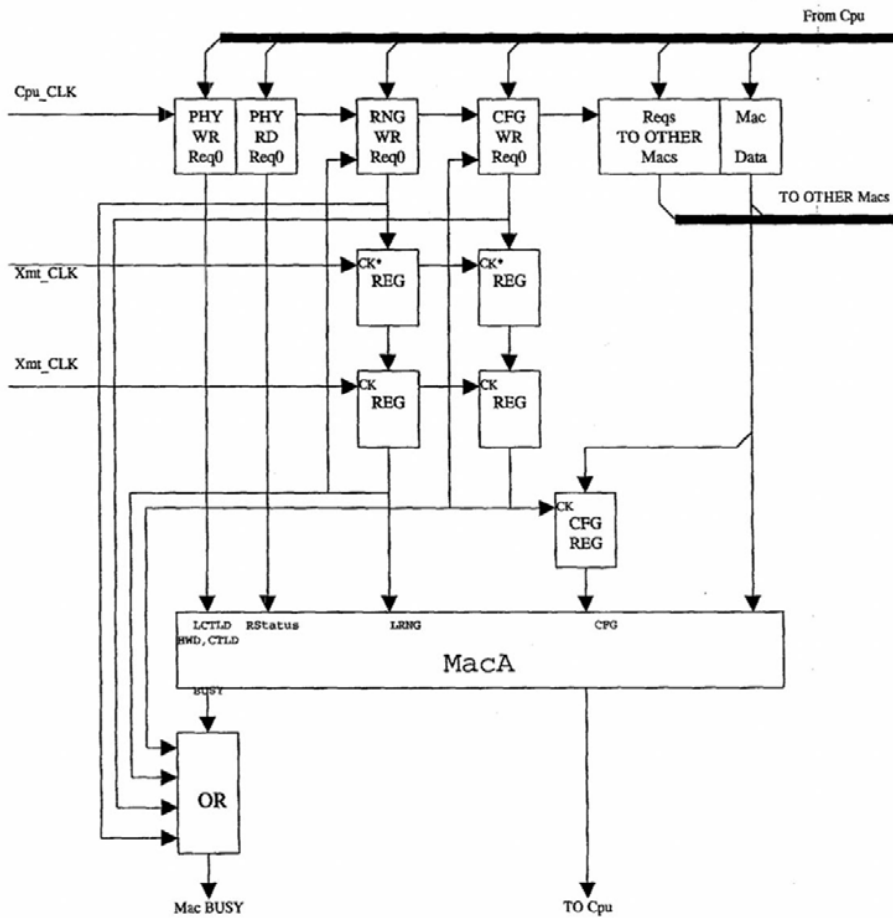 From Cpu
Cpu_CLK
PHY
WR
Req0
PHY
RD
Req0
RNG
WR
Req0
CFG
WR
Req0
Reqs
TO OTHER
Macs
Mac
Data
TO OTHER Macs
Xmt_CLK
CK*
REG
CK*
REG
Xmt_CLK
CK
REG
CK
REG
CK
CFG
REG
LCTLD
HWD,CTLD
RStatus
LRNG
CFG
MacA
BUSY
OR
Mac BUSY
TO Cpu